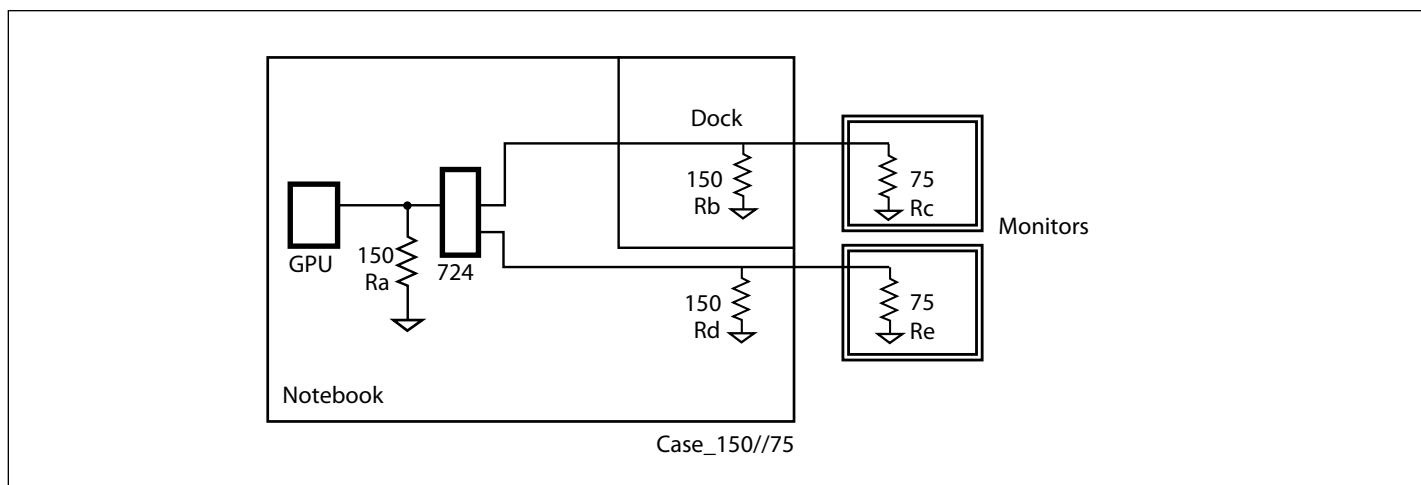 Dock
150
Rb
75
Rc
Monitors
GPU
150
Ra
724
150
Rd
75
Re
Notebook
Case_150//75